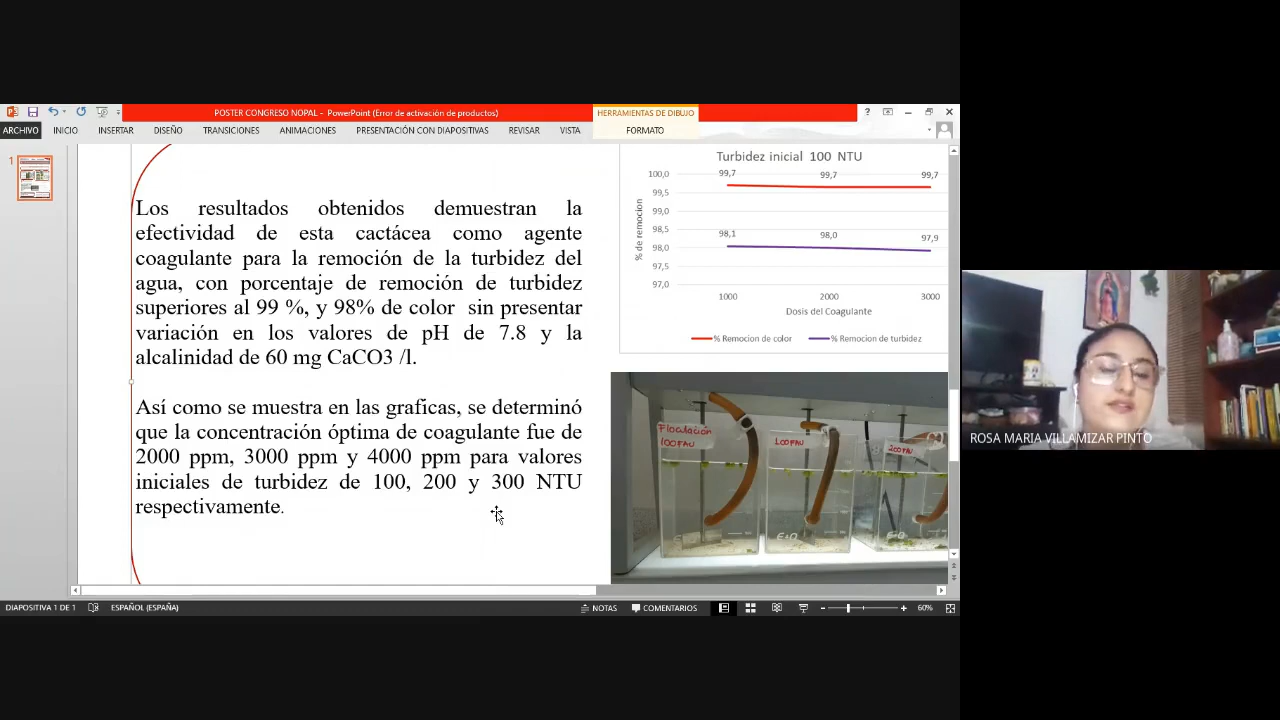 POSTER CONGRESO NOPAL - PowerPoint (Error de activación de productos)
HERRAMIENTAS DE DIBUJO
ARCHIVO INICIO INSERTAR DISEÑO TRANSICIONES ANIMACIONES PRESENTACIÓN CON DIAPOSITIVAS REVISAR VISTA FORMATO
1
Los resultados obtenidos demuestran la
efectividad de esta cactácea como agente
coagulante para la remoción de la turbidez del
agua, con porcentaje de remoción de turbidez
superiores al 99 %, y 98% de color sin presentar
variación en los valores de pH de 7.8 y la
alcalinidad de 60 mg CaCO3 /l.
Así como se muestra en las graficas, se determinó
que la concentración óptima de coagulante fue de
2000 ppm, 3000 ppm y 4000 ppm para valores
iniciales de turbidez de 100, 200 y 300 NTU
respectivamente.
Turbidez inicial 100 NTU
% de remocion
100,0
99,5
99,0
98,5
98,0
97,5
97,0
99,7 99,7 99,7
98,1 98,0 97,9
1000 2000 3000
Dosis del Coagulante
% Remocion de color % Remocion de turbidez
Floculación
100FAU
100FAU
200FAU
E=0
ROSA MARIA VILLAMIZAR PINTO
DIAPOSITIVA 1 DE 1 ESPAÑOL (ESPAÑA) NOTAS COMENTARIOS 60%